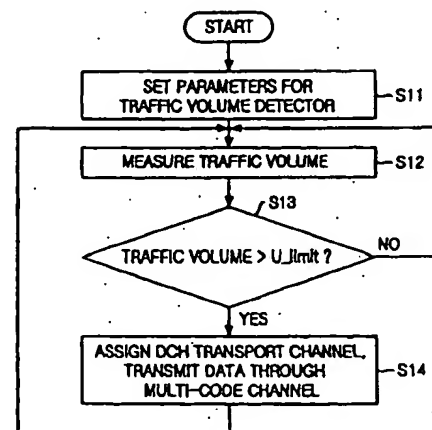 START
SET PARAMETERS FOR
TRAFFIC VOLUME DETECTOR
S11
MEASURE TRAFFIC VOLUME
S12
S13
TRAFFIC VOLUME > U_limit ?
NO
YES
ASSIGN DCH TRANSPORT CHANNEL,
TRANSMIT DATA THROUGH
MULTI-CODE CHANNEL
S14